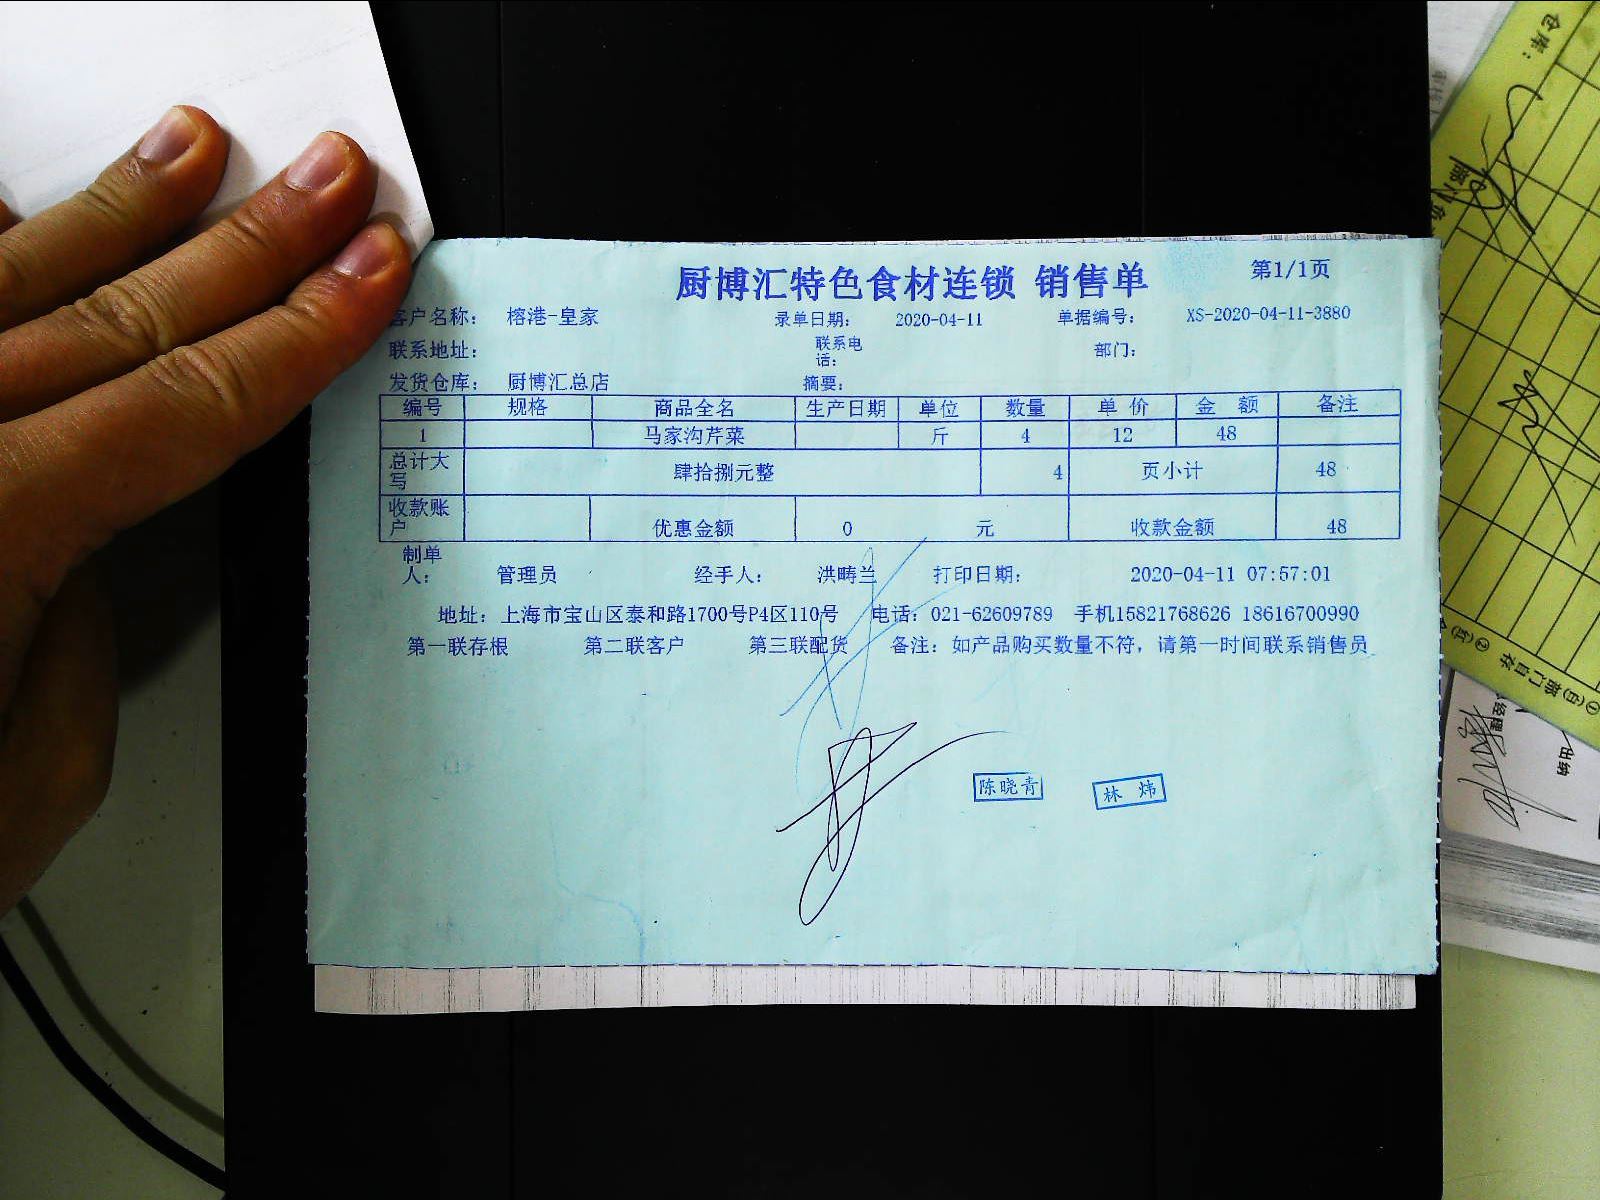 厨博汇特色食材连锁 销售单 第1/1页
客户名称： 榕港-皇家 录单日期： 2020-04-11 单据编号： XS-2020-04-11-3880
联系地址： 联系电话： 部门：
发货仓库： 厨博汇总店 摘要：
编号 规格 商品全名 生产日期 单位 数量 单价 金额 备注
1 马家沟芹菜 斤 4 12 48
总计大写 肆拾捌元整 4 页小计 48
收款账户 优惠金额 0 元 收款金额 48
制单人： 管理员 经手人： 洪畴兰 打印日期： 2020-04-11 07:57:01
地址：上海市宝山区泰和路1700号P4区110号 电话：021-62609789 手机15821768626 18616700990
第一联存根 第二联客户 第三联配货 备注：如产品购买数量不符，请第一时间联系销售员
陈晓青 林炜
仓库：
出纳